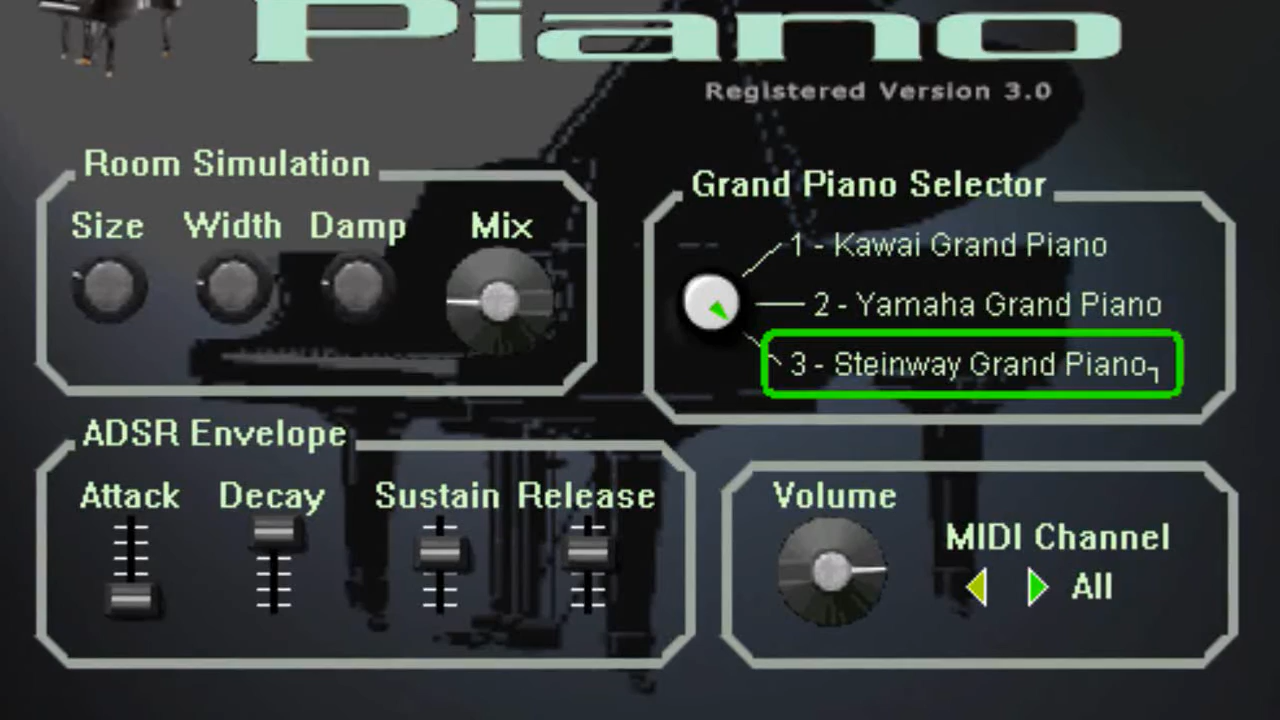 Piano
Registered Version 3.0
Room Simulation
Size Width Damp Mix
Grand Piano Selector
1 - Kawai Grand Piano
2 - Yamaha Grand Piano
3 - Steinway Grand Piano
ADSR Envelope
Attack Decay Sustain Release
Volume
MIDI Channel
All